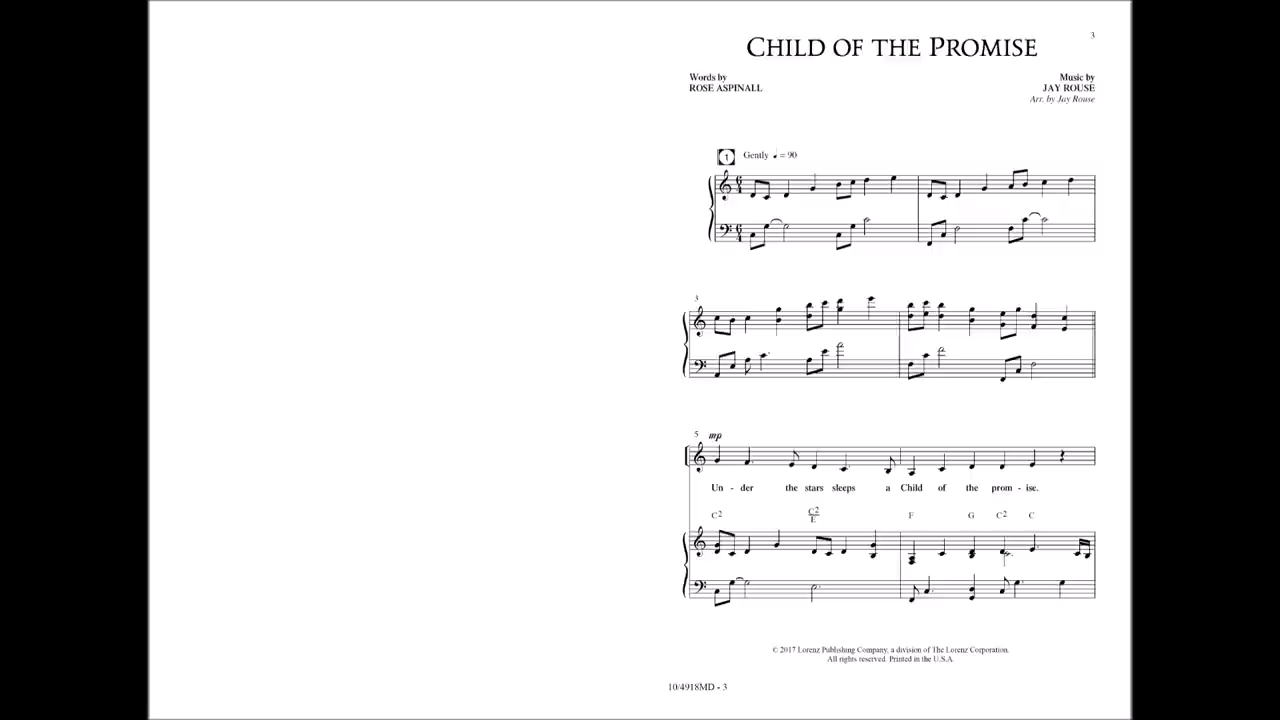 3
CHILD OF THE PROMISE
Words by
ROSE ASPINALL
Music by
JAY ROUSE
Arr. by Jay Rouse
1
Gently ♩ = 90
3
5
mp
Un - der the stars sleeps a Child of the prom - ise.
C2 C2/E F G C2 C
© 2017 Lorenz Publishing Company, a division of The Lorenz Corporation.
All rights reserved. Printed in the U.S.A.
10/4918MD - 3